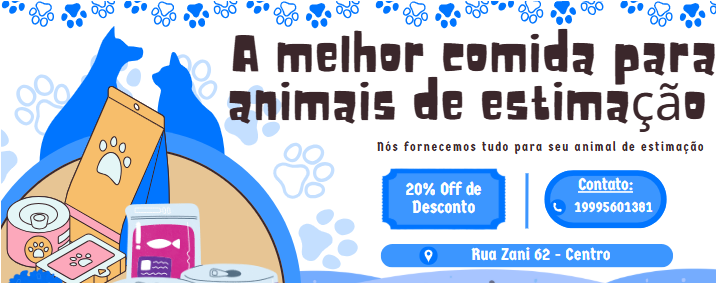 A melhor comida para
animais de estimação
Nós fornecemos tudo para seu animal de estimação
20% Off de
Desconto
Contato:
19995601381
Rua Zani 62 - Centro